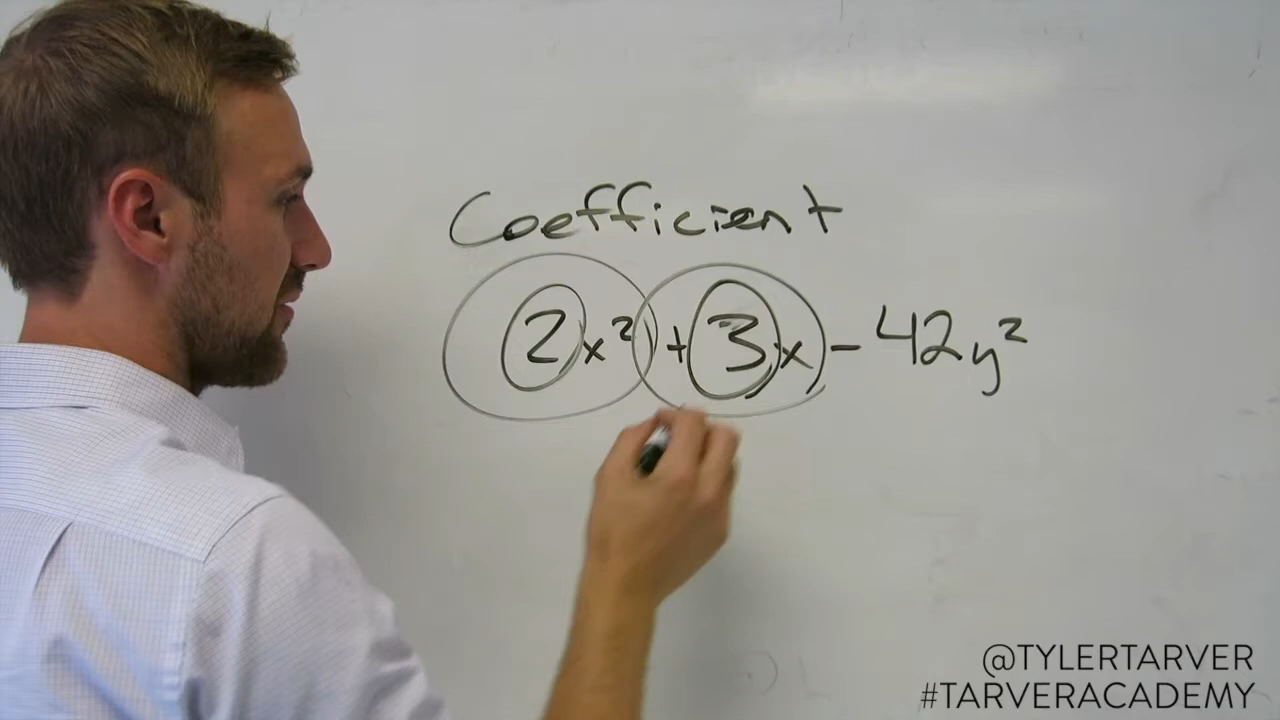 Coefficient
2x² + 3x - 42y²
@TYLERTARVER
#TARVERACADEMY